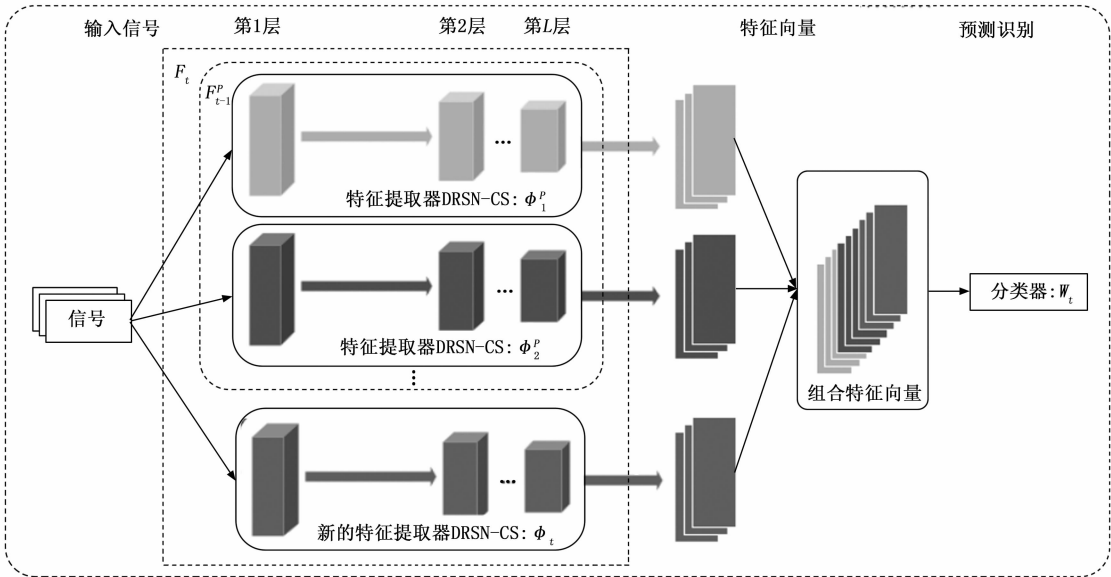 输入信号
第1层
第2层
第L层
特征向量
预测识别
F_t
F_{t-1}^P
...
特征提取器DRSN-CS: Φ_1^P
...
特征提取器DRSN-CS: Φ_2^P
信号
分类器:W_t
组合特征向量
...
新的特征提取器DRSN-CS: Φ_t